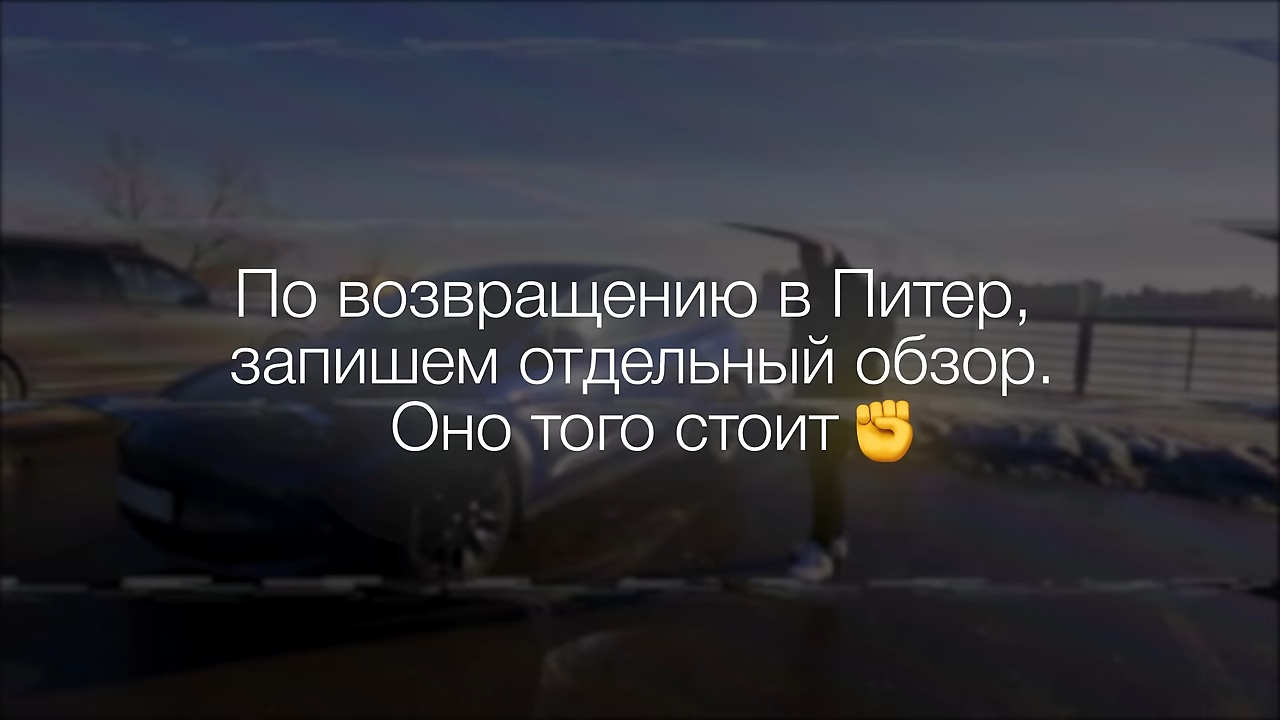 По возвращению в Питер,
запишем отдельный обзор.
Оно того стоит ✊